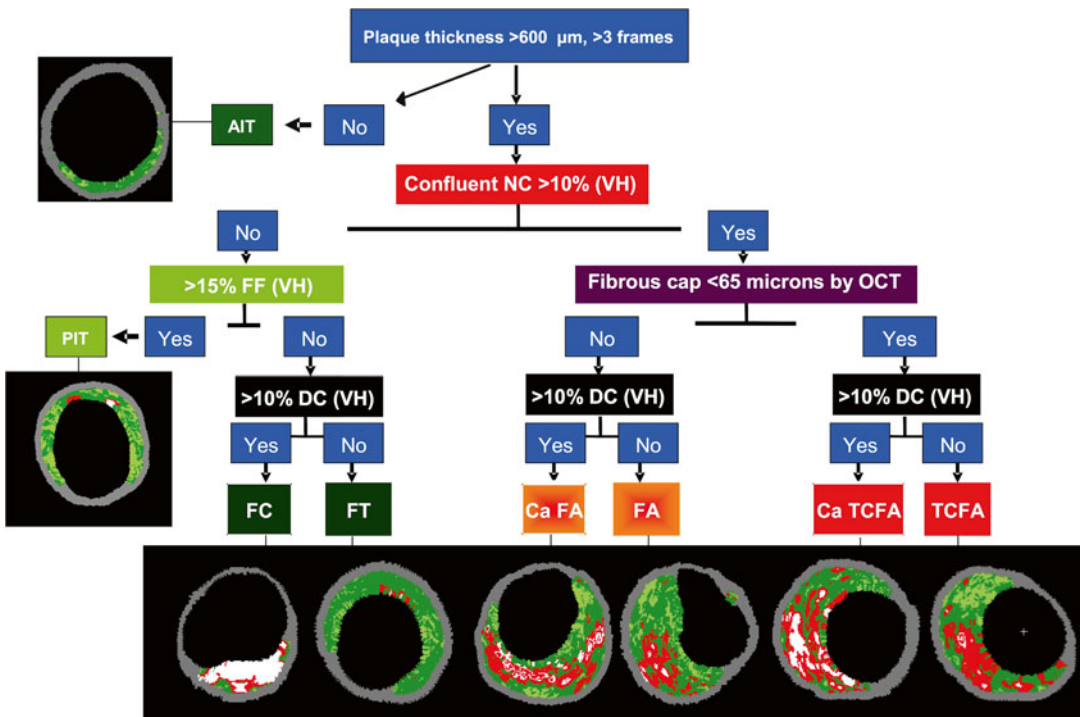 Plaque thickness >600 µm, >3 frames
AIT
No
Yes
Confluent NC >10% (VH)
No
Yes
>15% FF (VH)
Fibrous cap <65 microns by OCT
PIT
Yes
No
No
Yes
>10% DC (VH)
>10% DC (VH)
>10% DC (VH)
Yes
No
Yes
No
Yes
No
FC
FT
Ca FA
FA
Ca TCFA
TCFA